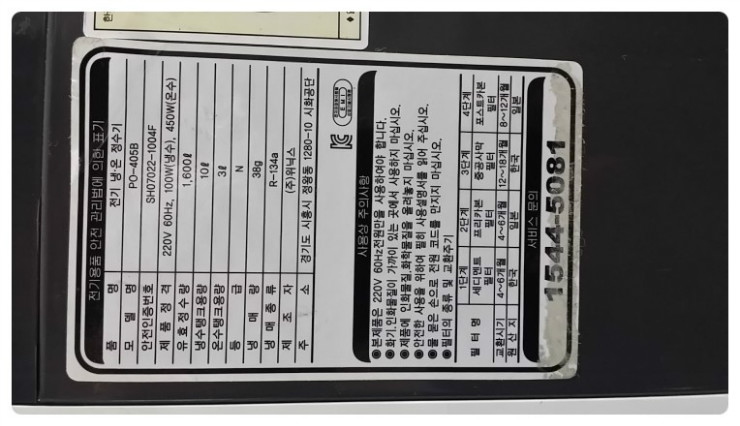 전기용품 안전 관리법에 의한 표기
품 명 전기 냉·온 정수기
모 델 명 PO-405B
안전인증번호 SH07022-1004F
제 품 정 격 220V 60Hz, 100W(냉수), 450W(온수)
유효정수량 1,600ℓ
냉수탱크용량 10ℓ
온수탱크용량 3ℓ
등 급 N
냉 매 량 38g
냉 매 종 류 R-134a
제 조 자 (주)위닉스
주 소 경기도 시흥시 정왕동 1280-10 시화공단
EMI
사용상 주의사항
●본제품은 220V 60Hz전원만을 사용하여야 합니다.
●화기,인화물질이 가까이 있는 곳에서 사용하지 마십시오.
●제품에 인화물질,화학물질을 올려놓지 마십시오.
●안전한 사용을 위하여 필히 사용설명서를 읽어 주십시오.
●물 묻은 손으로 전원 코드를 만지지 마십시오.
●필터의 종류 및 교환주기
1단계 2단계 3단계 4단계
필 터 명 세디멘트 필터 프리카본 필터 중공사막 필터 포스트카본 필터
교환시기 4~6개월 4~6개월 12~18개월 8~12개월
원 산 지 한국 일본 한국 일본
서비스 문의
1544-5081